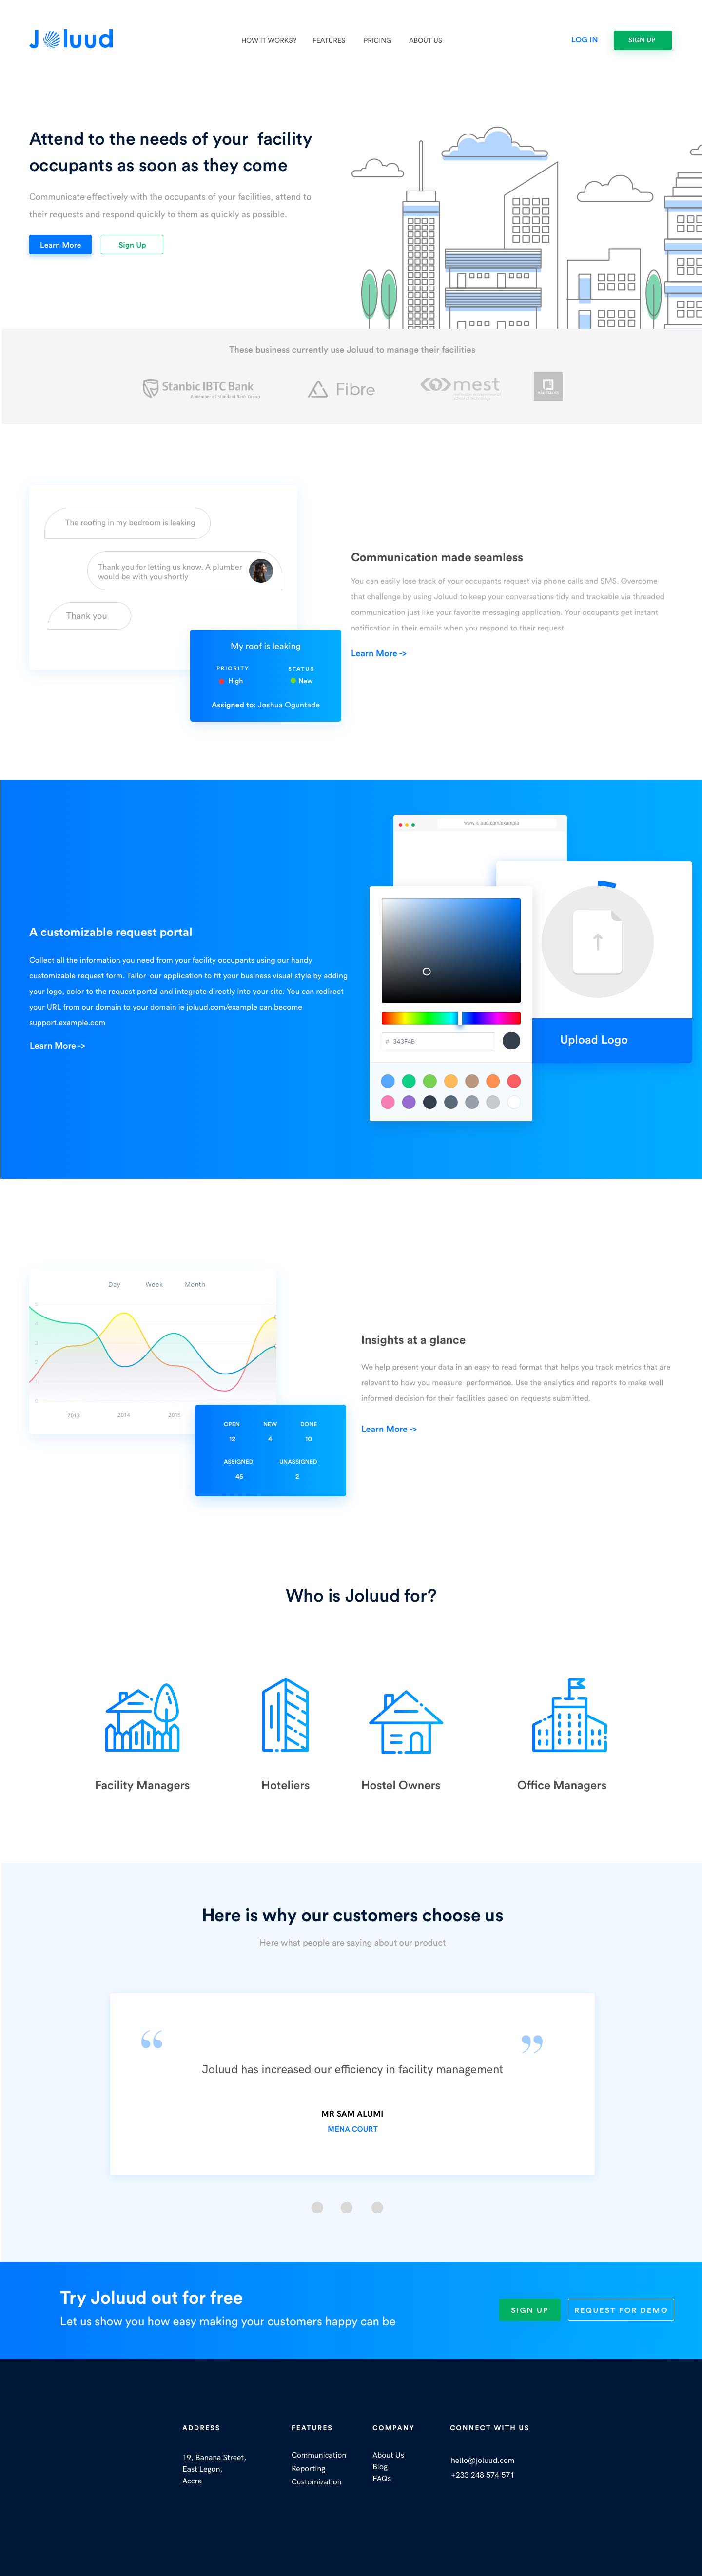 Joluud
HOW IT WORKS? FEATURES PRICING ABOUT US
LOG IN SIGN UP
Attend to the needs of your facility
occupants as soon as they come
Communicate effectively with the occupants of your facilities, attend to
their requests and respond quickly to them as quickly as possible.
Learn More Sign Up
These business currently use Joluud to manage their facilities
Stanbic IBTC Bank
A member of Standard Bank Group
Fibre
mest
The roofing in my bedroom is leaking
Thank you for letting us know. A plumber
would be with you shortly
Thank you
My roof is leaking
PRIORITY STATUS
High New
Assigned to: Joshua Oguntade
Communication made seamless
You can easily lose track of your occupants request via phone calls and SMS. Overcome
that challenge by using Joluud to keep your conversations tidy and trackable via threaded
communication just like your favorite messaging application. Your occupants get instant
notification in their emails when you respond to their request.
Learn More ->
A customizable request portal
Collect all the information you need from your facility occupants using our handy
customizable request form. Tailor our application to fit your business visual style by adding
your logo, color to the request portal and integrate directly into your site. You can redirect
your URL from our domain to your domain ie joluud.com/example can become
support.example.com
Learn More ->
www.joluud.com/example
# 343F4B
Upload Logo
Day Week Month
2013 2014 2015
OPEN NEW DONE
12 4 10
ASSIGNED UNASSIGNED
45 2
Insights at a glance
We help present your data in an easy to read format that helps you track metrics that are
relevant to how you measure performance. Use the analytics and reports to make well
informed decision for their facilities based on requests submitted.
Learn More ->
Who is Joluud for?
Facility Managers Hoteliers Hostel Owners Office Managers
Here is why our customers choose us
Here what people are saying about our product
“ ”
Joluud has increased our efficiency in facility management
MR SAM ALUMI
MENA COURT
Try Joluud out for free
Let us show you how easy making your customers happy can be
SIGN UP REQUEST FOR DEMO
ADDRESS
19, Banana Street,
East Legon,
Accra
FEATURES
Communication
Reporting
Customization
COMPANY
About Us
Blog
FAQs
CONNECT WITH US
hello@joluud.com
+233 248 574 571